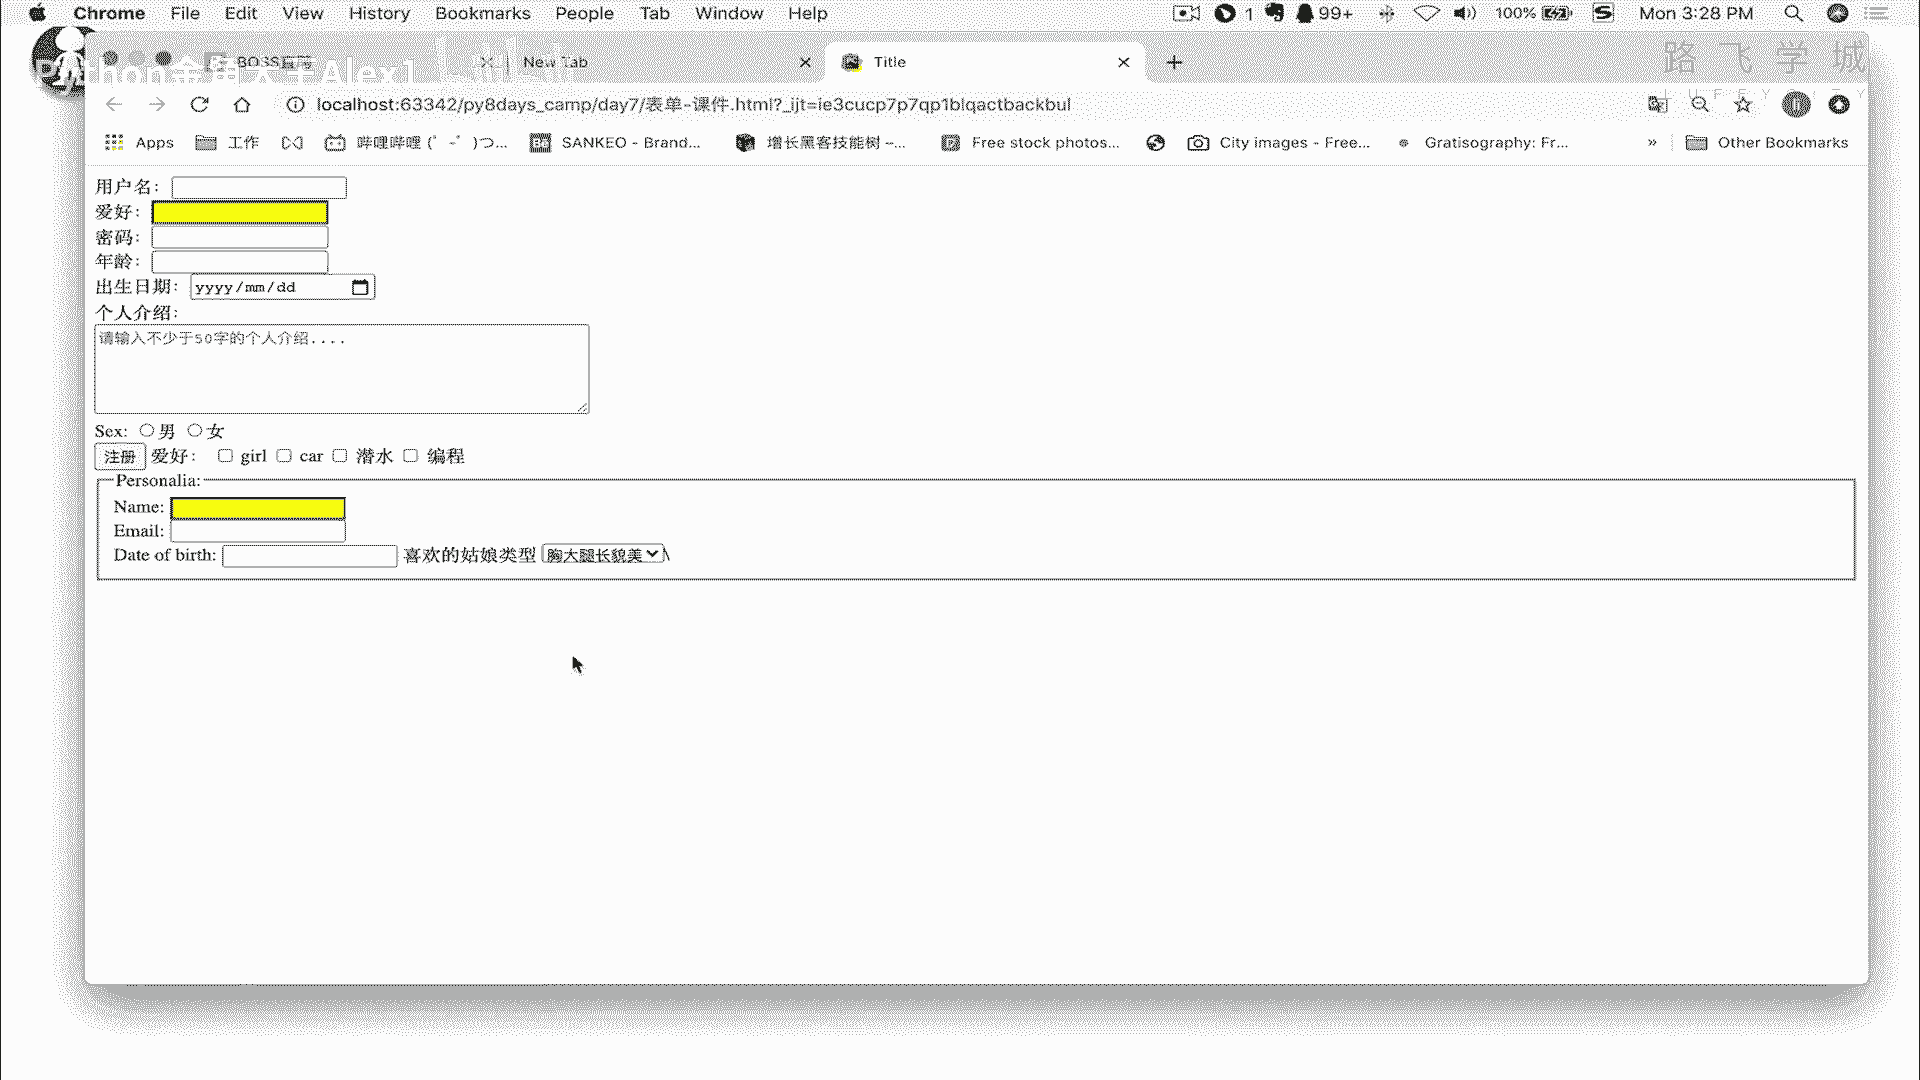 Chrome File Edit View History Bookmarks People Tab Window Help 1 99+ 100% Mon 3:28 PM
Python金角大王Alex1
BOSS直聘 New Tab Title
路飞学城
localhost:63342/py8days_camp/day7/表单-课件.html?_ijt=ie3cucp7p7qp1blqactbackbul
Apps 工作 哔哩哔哩 (゜-゜)つ... SANKEO - Brand... 增长黑客技能树 –... Free stock photos... City images - Free... Gratisography: Fr... » Other Bookmarks
用户名：
爱好：
密码：
年龄：
出生日期： yyyy/mm/dd
个人介绍：
请输入不少于50字的个人介绍....
Sex: 男 女
注册 爱好： girl car 潜水 编程
Personalia:
Name:
Email:
Date of birth: 喜欢的姑娘类型 胸大腿长貌美 \